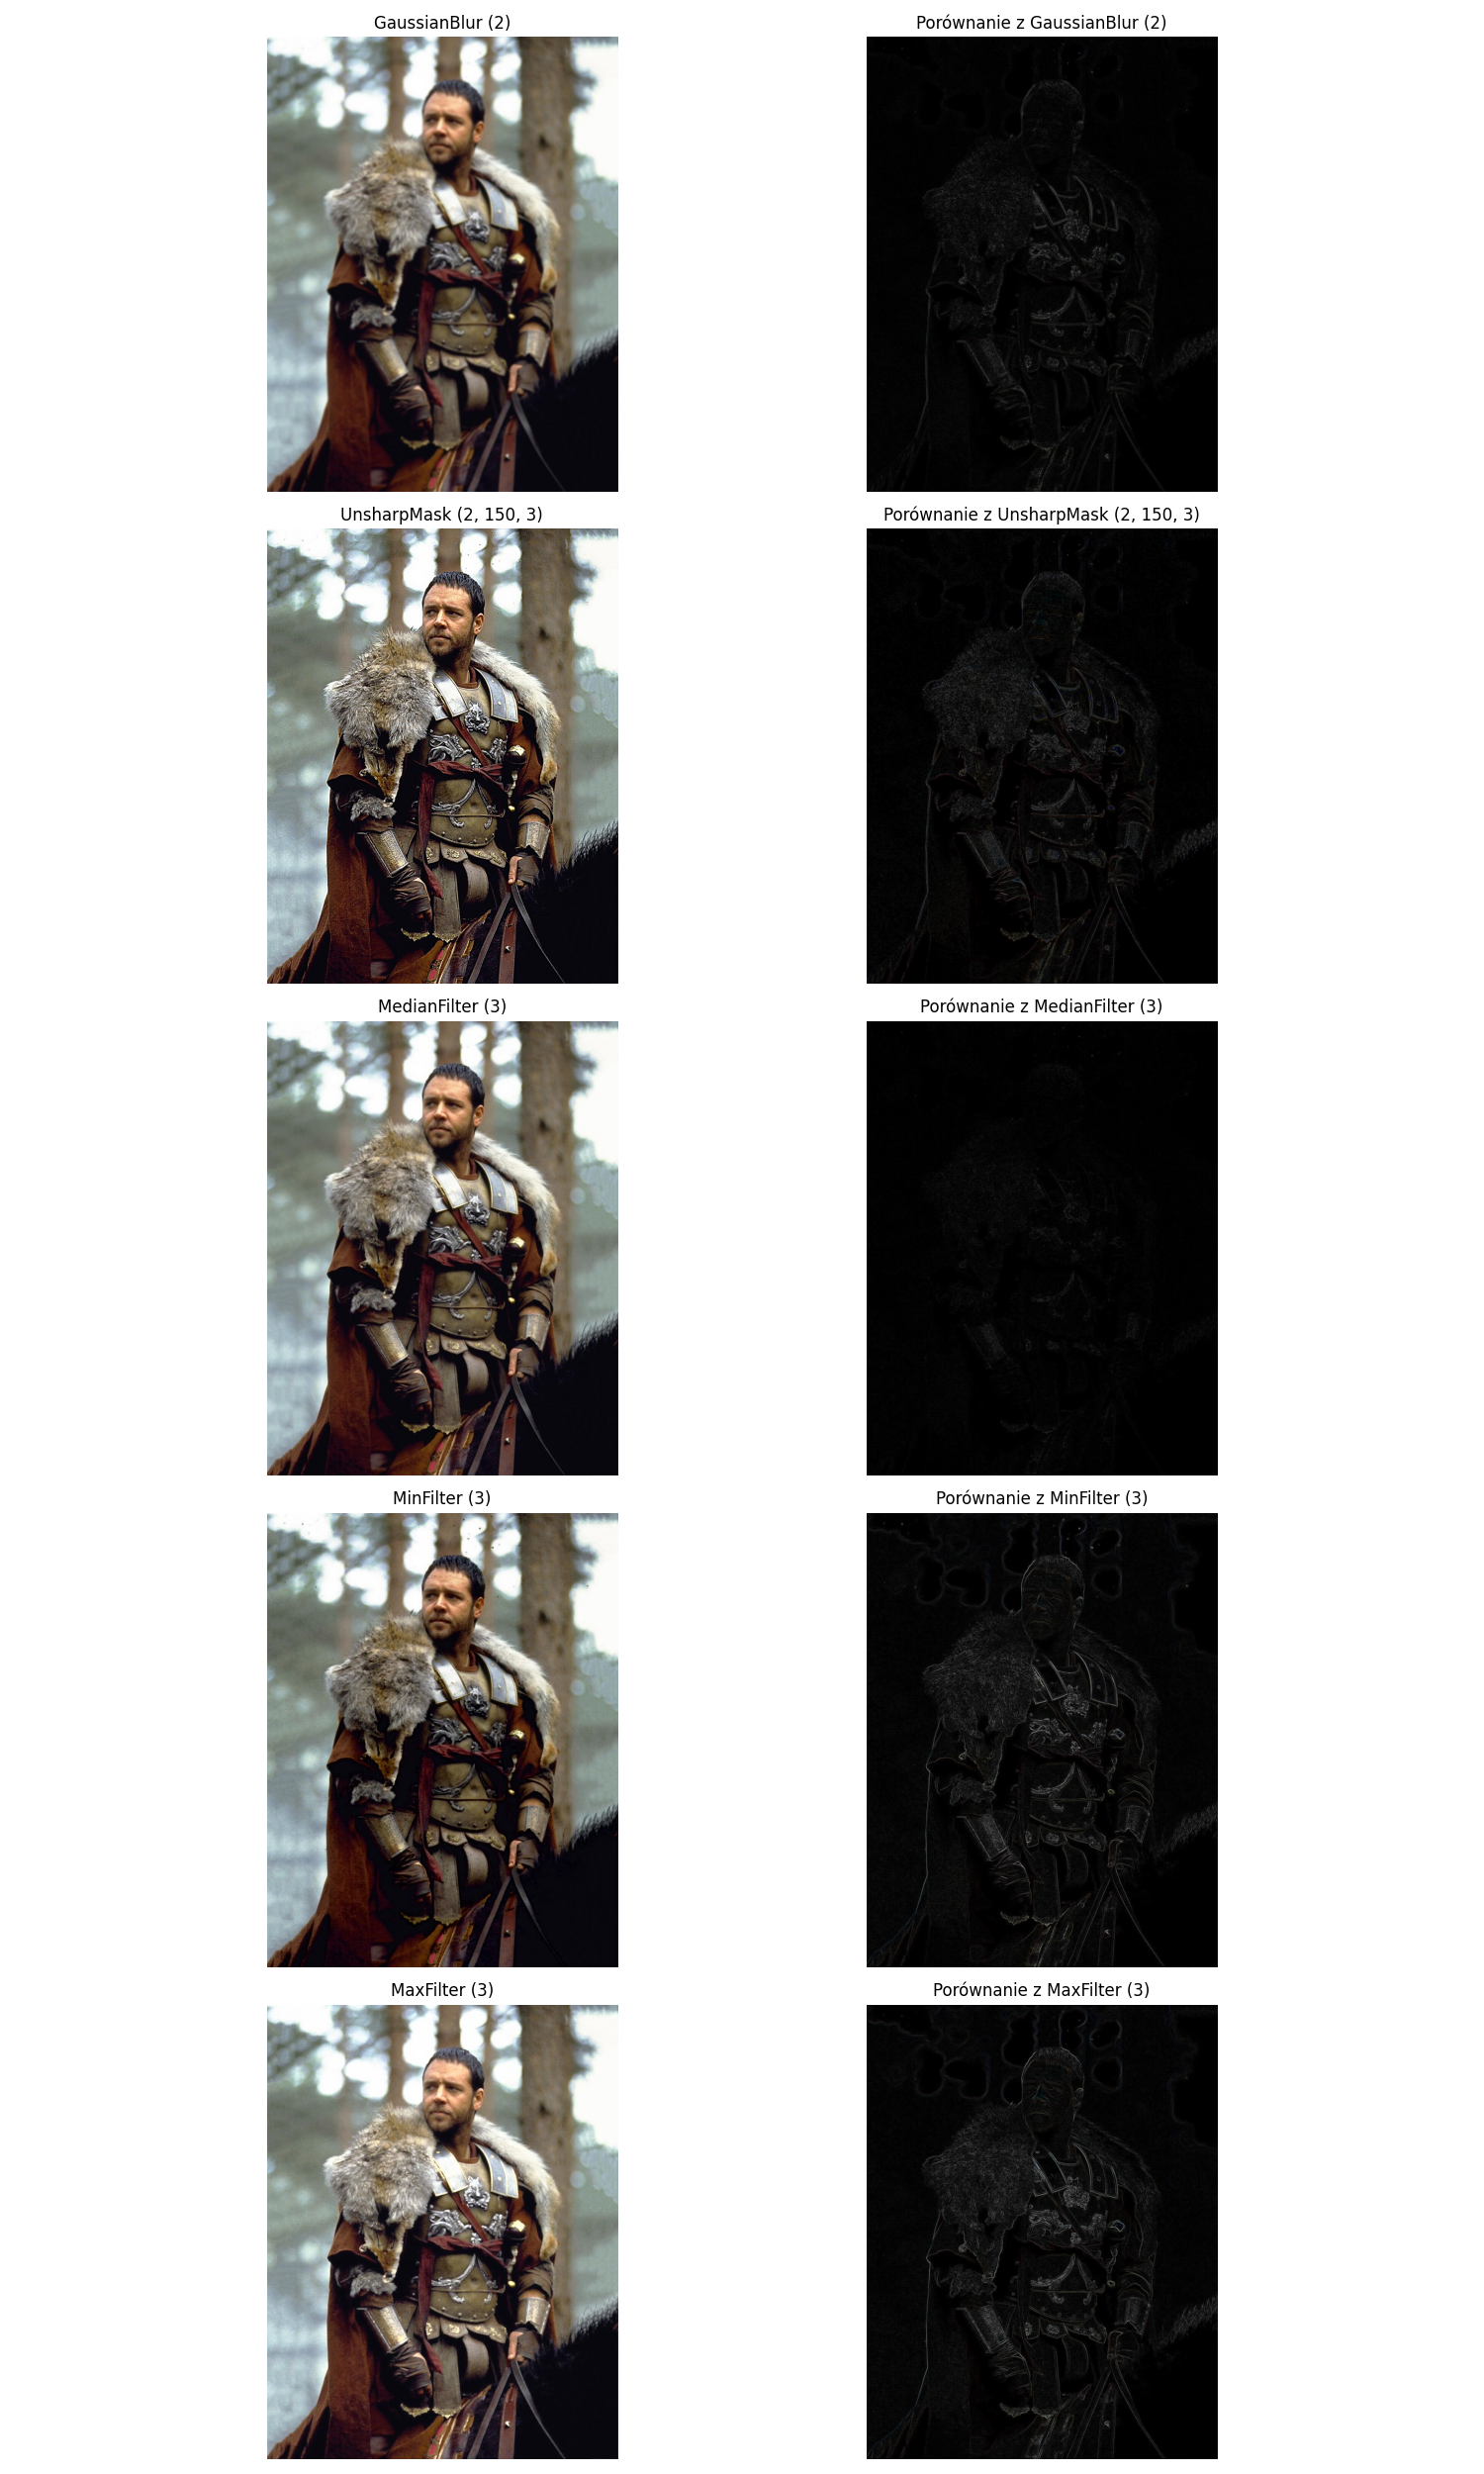 GaussianBlur (2)
Porównanie z GaussianBlur (2)
UnsharpMask (2, 150, 3)
Porównanie z UnsharpMask (2, 150, 3)
MedianFilter (3)
Porównanie z MedianFilter (3)
MinFilter (3)
Porównanie z MinFilter (3)
MaxFilter (3)
Porównanie z MaxFilter (3)